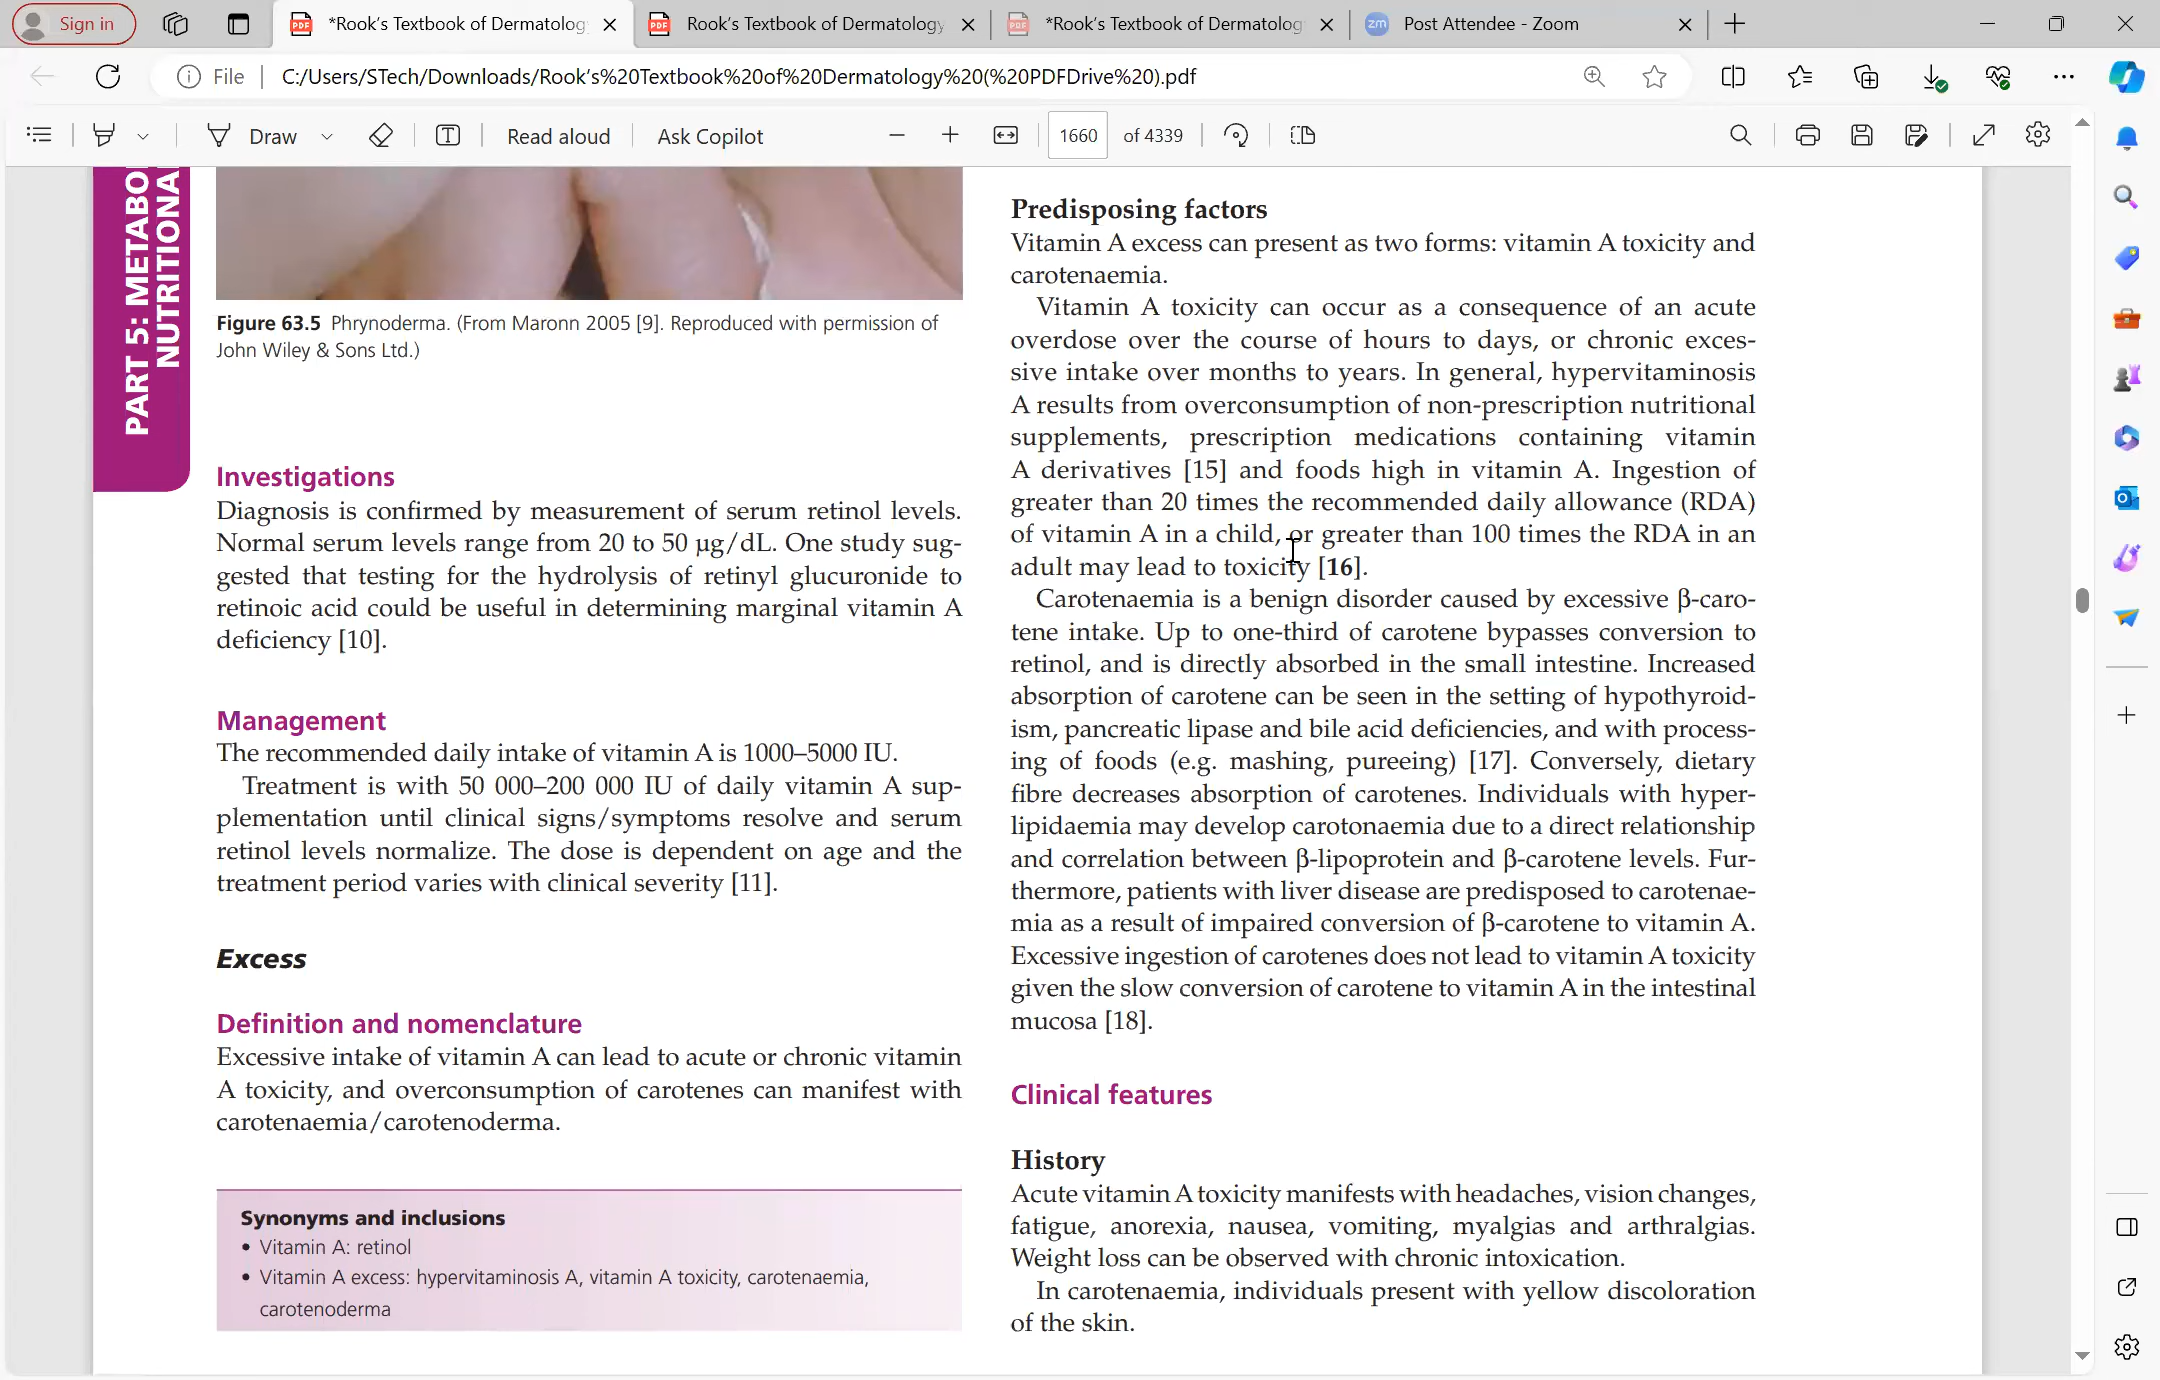 Sign in
*Rook's Textbook of Dermatolog
Rook's Textbook of Dermatology
*Rook's Textbook of Dermatolog
zm
Post Attendee - Zoom
File
C:/Users/STech/Downloads/Rook's%20Textbook%20of%20Dermatology%20(%20PDFDrive%20).pdf
Draw
Read aloud
Ask Copilot
1660
of 4339
PART 5: METABO
NUTRITIONA
Figure 63.5 Phrynoderma. (From Maronn 2005 [9]. Reproduced with permission of
John Wiley & Sons Ltd.)
Investigations
Diagnosis is confirmed by measurement of serum retinol levels.
Normal serum levels range from 20 to 50 µg/dL. One study sug-
gested that testing for the hydrolysis of retinyl glucuronide to
retinoic acid could be useful in determining marginal vitamin A
deficiency [10].
Management
The recommended daily intake of vitamin A is 1000–5000 IU.
Treatment is with 50 000–200 000 IU of daily vitamin A sup-
plementation until clinical signs/symptoms resolve and serum
retinol levels normalize. The dose is dependent on age and the
treatment period varies with clinical severity [11].
Excess
Definition and nomenclature
Excessive intake of vitamin A can lead to acute or chronic vitamin
A toxicity, and overconsumption of carotenes can manifest with
carotenaemia/carotenoderma.
Synonyms and inclusions
• Vitamin A: retinol
• Vitamin A excess: hypervitaminosis A, vitamin A toxicity, carotenaemia,
carotenoderma
Predisposing factors
Vitamin A excess can present as two forms: vitamin A toxicity and
carotenaemia.
Vitamin A toxicity can occur as a consequence of an acute
overdose over the course of hours to days, or chronic exces-
sive intake over months to years. In general, hypervitaminosis
A results from overconsumption of non-prescription nutritional
supplements, prescription medications containing vitamin
A derivatives [15] and foods high in vitamin A. Ingestion of
greater than 20 times the recommended daily allowance (RDA)
of vitamin A in a child, or greater than 100 times the RDA in an
adult may lead to toxicity [16].
Carotenaemia is a benign disorder caused by excessive β-caro-
tene intake. Up to one-third of carotene bypasses conversion to
retinol, and is directly absorbed in the small intestine. Increased
absorption of carotene can be seen in the setting of hypothyroid-
ism, pancreatic lipase and bile acid deficiencies, and with process-
ing of foods (e.g. mashing, pureeing) [17]. Conversely, dietary
fibre decreases absorption of carotenes. Individuals with hyper-
lipidaemia may develop carotonaemia due to a direct relationship
and correlation between β-lipoprotein and β-carotene levels. Fur-
thermore, patients with liver disease are predisposed to carotenae-
mia as a result of impaired conversion of β-carotene to vitamin A.
Excessive ingestion of carotenes does not lead to vitamin A toxicity
given the slow conversion of carotene to vitamin A in the intestinal
mucosa [18].
Clinical features
History
Acute vitamin A toxicity manifests with headaches, vision changes,
fatigue, anorexia, nausea, vomiting, myalgias and arthralgias.
Weight loss can be observed with chronic intoxication.
In carotenaemia, individuals present with yellow discoloration
of the skin.